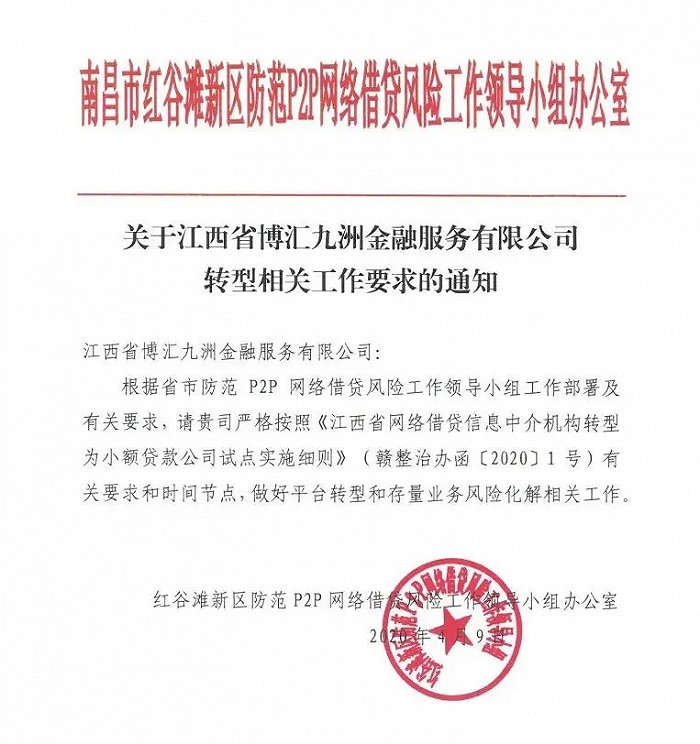 南昌市红谷滩新区防范P2P网络借贷风险工作领导小组办公室
关于江西省博汇九洲金融服务有限公司
转型相关工作要求的通知
江西省博汇九洲金融服务有限公司：
根据省市防范 P2P 网络借贷风险工作领导小组工作部署及
有关要求，请贵司严格按照《江西省网络借贷信息中介机构转型
为小额贷款公司试点实施细则》（赣整治办函〔2020〕1 号）有
关要求和时间节点，做好平台转型和存量业务风险化解相关工作。
红谷滩新区防范 P2P 网络借贷风险工作领导小组办公室
2020 年 4 月 9 日